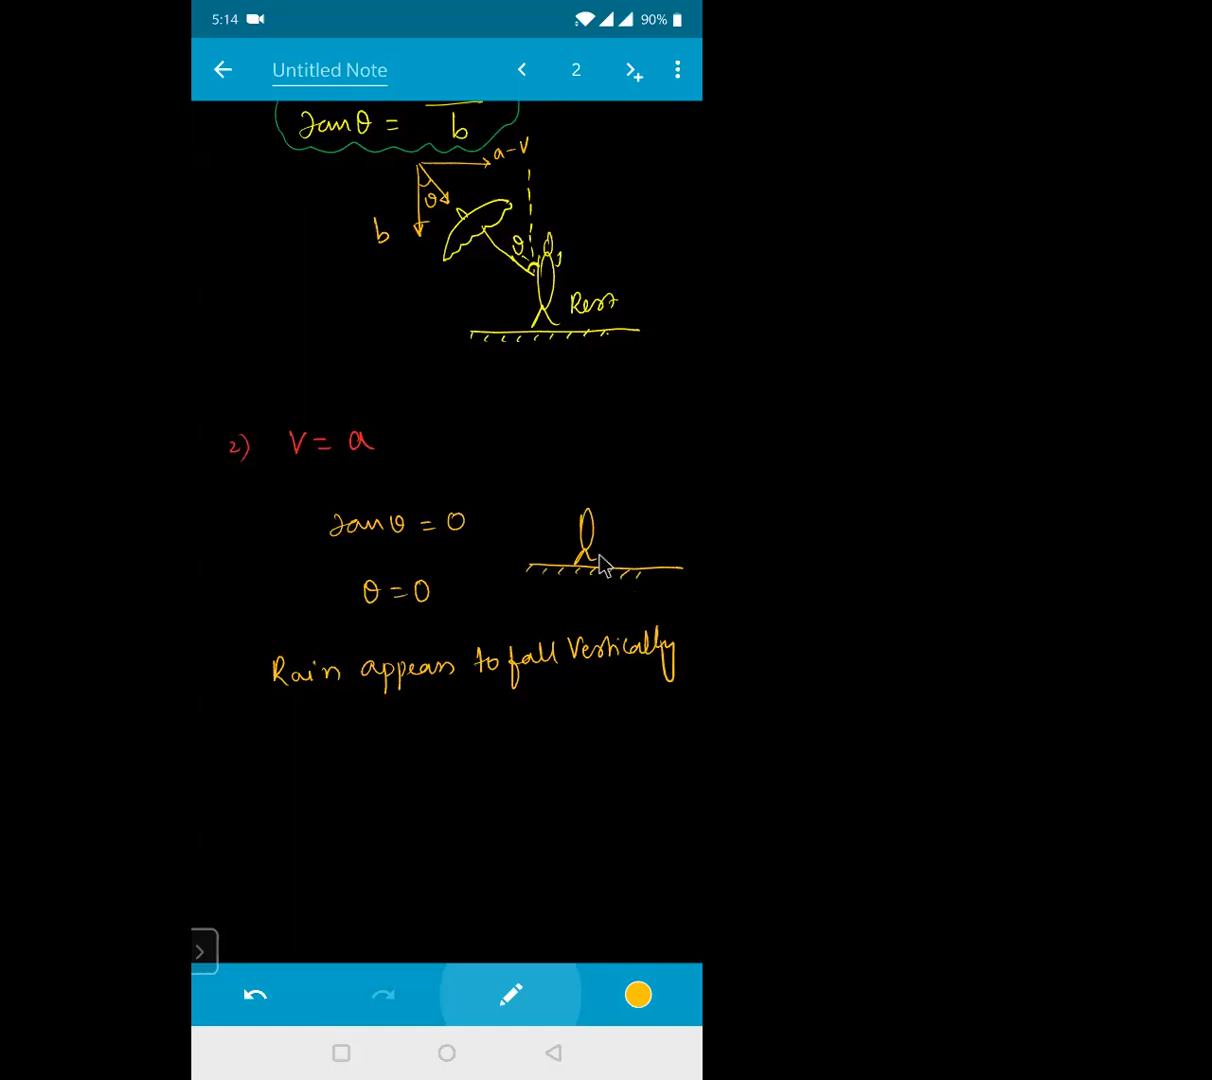 5:14 90%
Untitled Note 2
tanθ = b
a-v
θ
b
θ
Rest
2) v = a
tanθ = 0
θ = 0
Rain appears to fall vertically